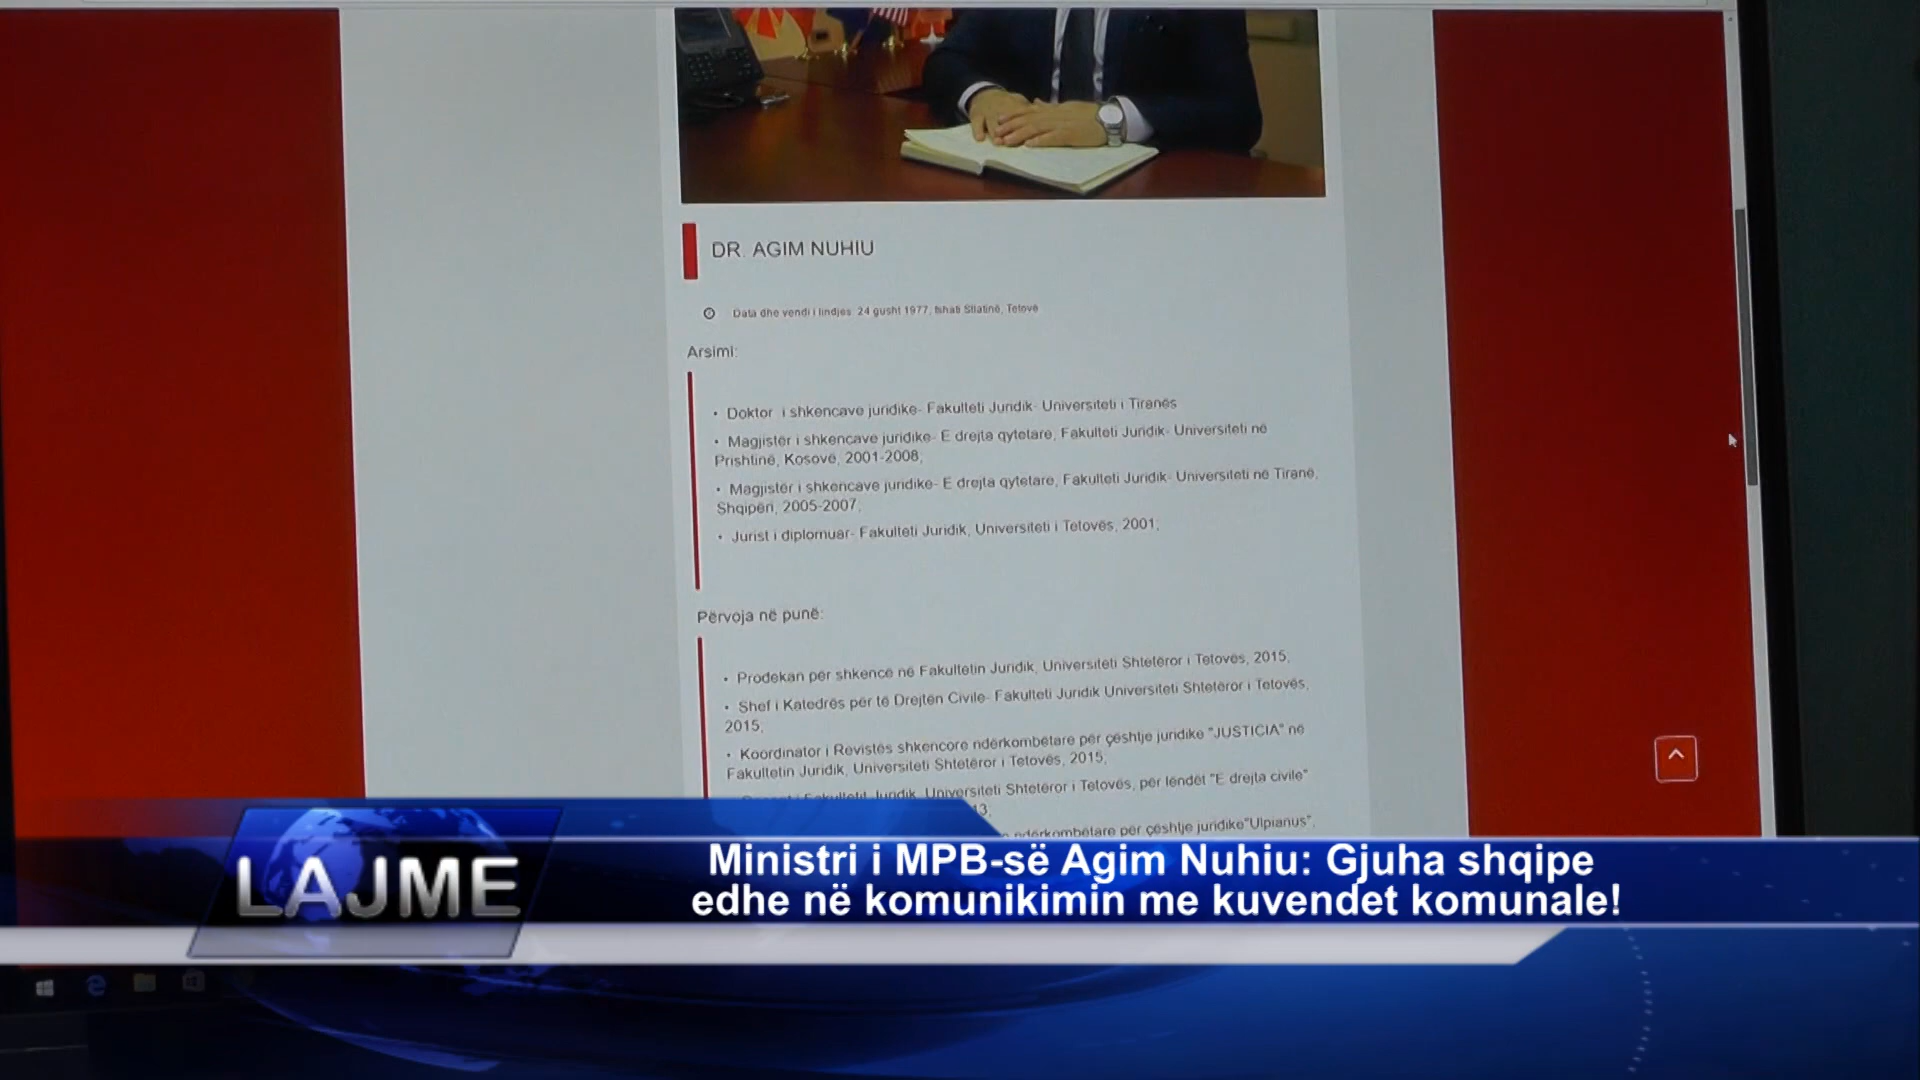 DR. AGIM NUHIU
Data dhe vendi i lindjes: 24 gusht 1977, fshati Sllatinë, Tetovë
Arsimi:
• Doktor i shkencave juridike- Fakulteti Juridik- Universiteti i Tiranës
• Magjistër i shkencave juridike- E drejta qytetare, Fakulteti Juridik- Universiteti në
Prishtinë, Kosovë, 2001-2008;
• Magjistër i shkencave juridike- E drejta qytetare, Fakulteti Juridik- Universiteti në Tiranë,
Shqipëri, 2005-2007;
• Jurist i diplomuar- Fakulteti Juridik, Universiteti i Tetovës, 2001;
Përvoja në punë:
• Prodekan për shkencë në Fakultetin Juridik, Universiteti Shtetëror i Tetovës, 2015;
• Shef i Katedrës për të Drejtën Civile- Fakulteti Juridik Universiteti Shtetëror i Tetovës,
2015;
• Koordinator i Revistës shkencore ndërkombëtare për çështje juridike "JUSTICIA" në
Fakultetin Juridik, Universiteti Shtetëror i Tetovës, 2015;
Juridik, Universiteti Shtetëror i Tetovës, për lëndët "E drejta civile"
13;
ndërkombëtare për çështje juridike"Ulpianus",
LAJME
Ministri i MPB-së Agim Nuhiu: Gjuha shqipe
edhe në komunikimin me kuvendet komunale!